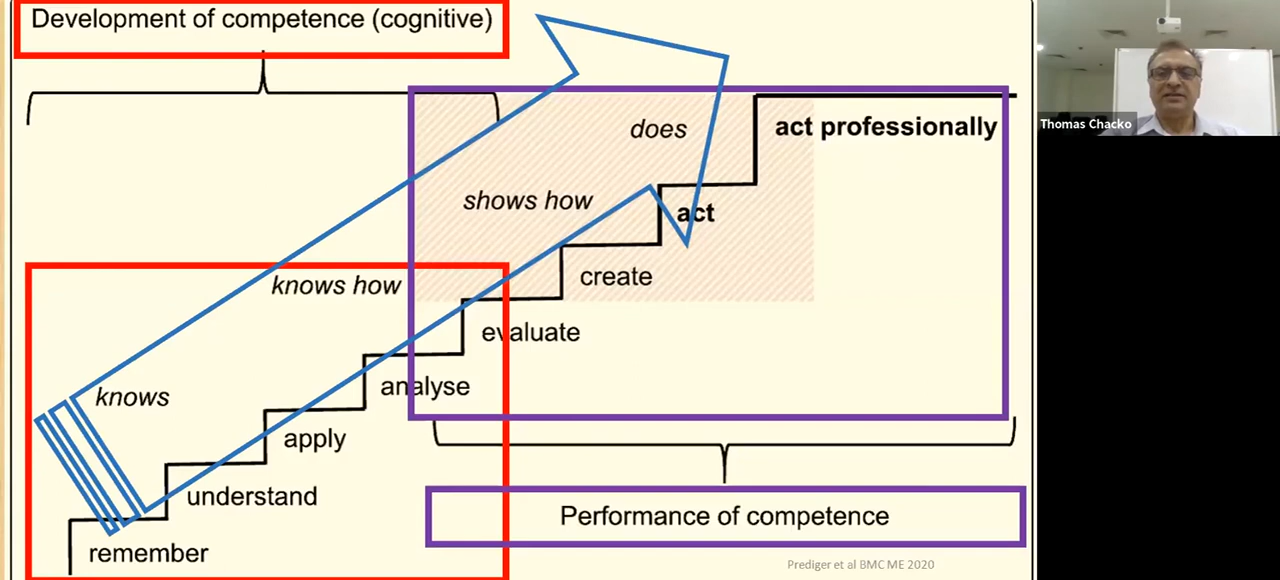 Development of competence (cognitive)
Thomas Chacko
does
act professionally
shows how
act
create
knows how
evaluate
analyse
knows
apply
understand
Performance of competence
remember
Prediger et al BMC ME 2020